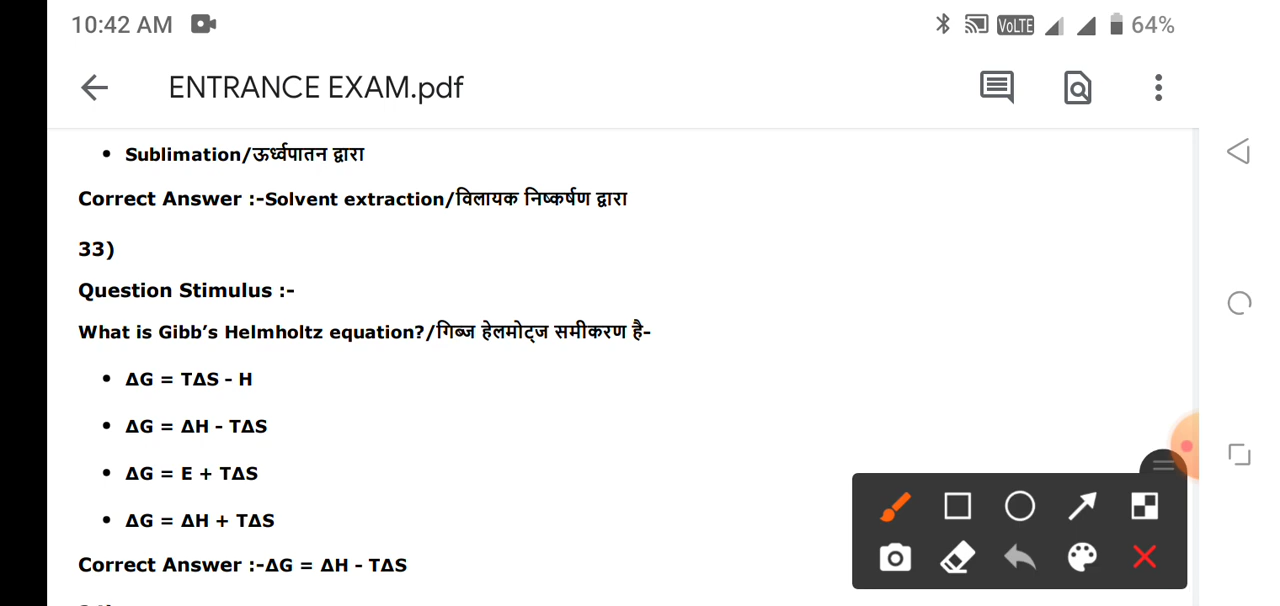 10:42 AM VoLTE 64%
ENTRANCE EXAM.pdf
• Sublimation/ऊर्ध्वपातन द्वारा
Correct Answer :-Solvent extraction/विलायक निष्कर्षण द्वारा
33)
Question Stimulus :-
What is Gibb’s Helmholtz equation?/गिब्ज हेलमोट्ज समीकरण है-
• ΔG = TΔS - H
• ΔG = ΔH - TΔS
• ΔG = E + TΔS
• ΔG = ΔH + TΔS
Correct Answer :-ΔG = ΔH - TΔS